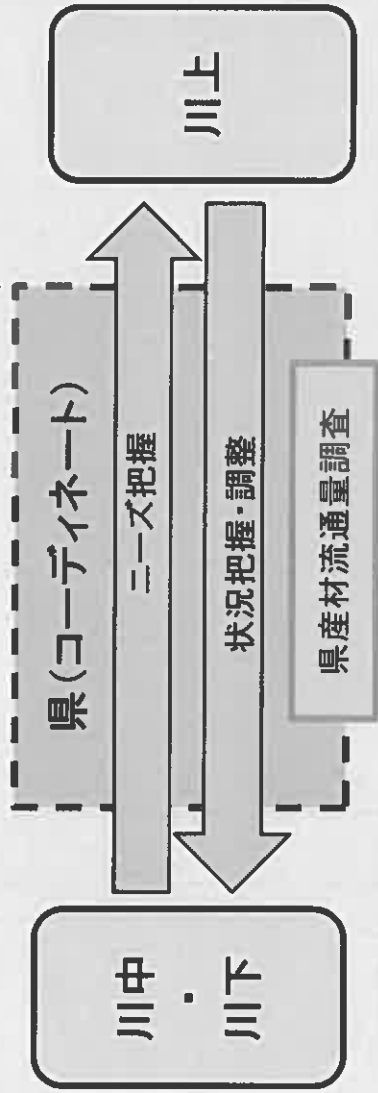 県(コーディネート)
川中
・
川下
ニーズ把握
状況把握・調整
県産材流通量調査
川上